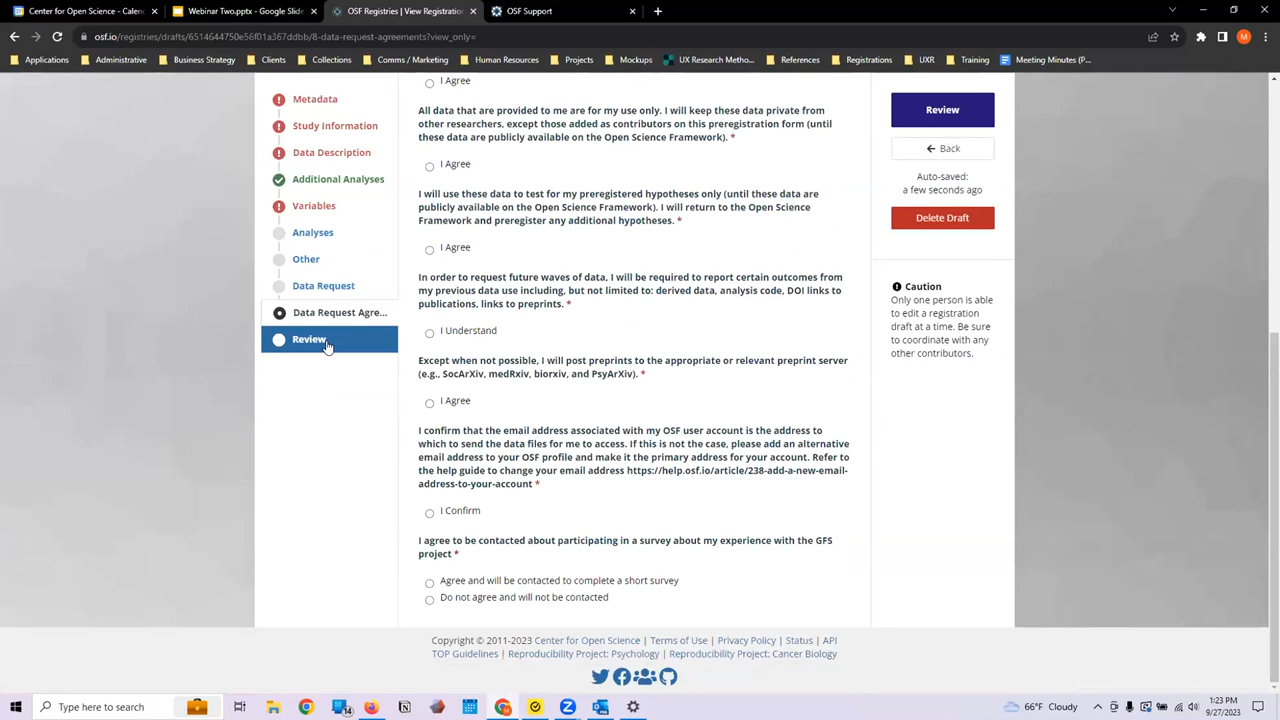 Center for Open Science - Calen
Webinar Two.pptx - Google Slide
OSF Registries | View Registration
OSF Support
osf.io/registries/drafts/6514644750e56f01a367ddbb/8-data-request-agreements?view_only=
M
Applications
Administrative
Business Strategy
Clients
Collections
Comms / Marketing
Human Resources
Projects
Mockups
UX Research Metho...
References
Registrations
UXR
Training
Meeting Minutes (P...
Metadata
Study Information
Data Description
Additional Analyses
Variables
Analyses
Other
Data Request
Data Request Agre...
Review
I Agree
All data that are provided to me are for my use only. I will keep these data private from
other researchers, except those added as contributors on this preregistration form (until
these data are publicly available on the Open Science Framework). *
I Agree
I will use these data to test for my preregistered hypotheses only (until these data are
publicly available on the Open Science Framework). I will return to the Open Science
Framework and preregister any additional hypotheses. *
I Agree
In order to request future waves of data, I will be required to report certain outcomes from
my previous data use including, but not limited to: derived data, analysis code, DOI links to
publications, links to preprints. *
I Understand
Except when not possible, I will post preprints to the appropriate or relevant preprint server
(e.g., SocArXiv, medRxiv, biorxiv, and PsyArXiv). *
I Agree
I confirm that the email address associated with my OSF user account is the address to
which to send the data files for me to access. If this is not the case, please add an alternative
email address to your OSF profile and make it the primary address for your account. Refer to
the help guide to change your email address https://help.osf.io/article/238-add-a-new-email-
address-to-your-account *
I Confirm
I agree to be contacted about participating in a survey about my experience with the GFS
project *
Agree and will be contacted to complete a short survey
Do not agree and will not be contacted
Review
Back
Auto-saved:
a few seconds ago
Delete Draft
Caution
Only one person is able
to edit a registration
draft at a time. Be sure
to coordinate with any
other contributors.
Copyright © 2011-2023 Center for Open Science | Terms of Use | Privacy Policy | Status | API
TOP Guidelines | Reproducibility Project: Psychology | Reproducibility Project: Cancer Biology
Type here to search
14
66°F Cloudy
1:23 PM
9/27/2023